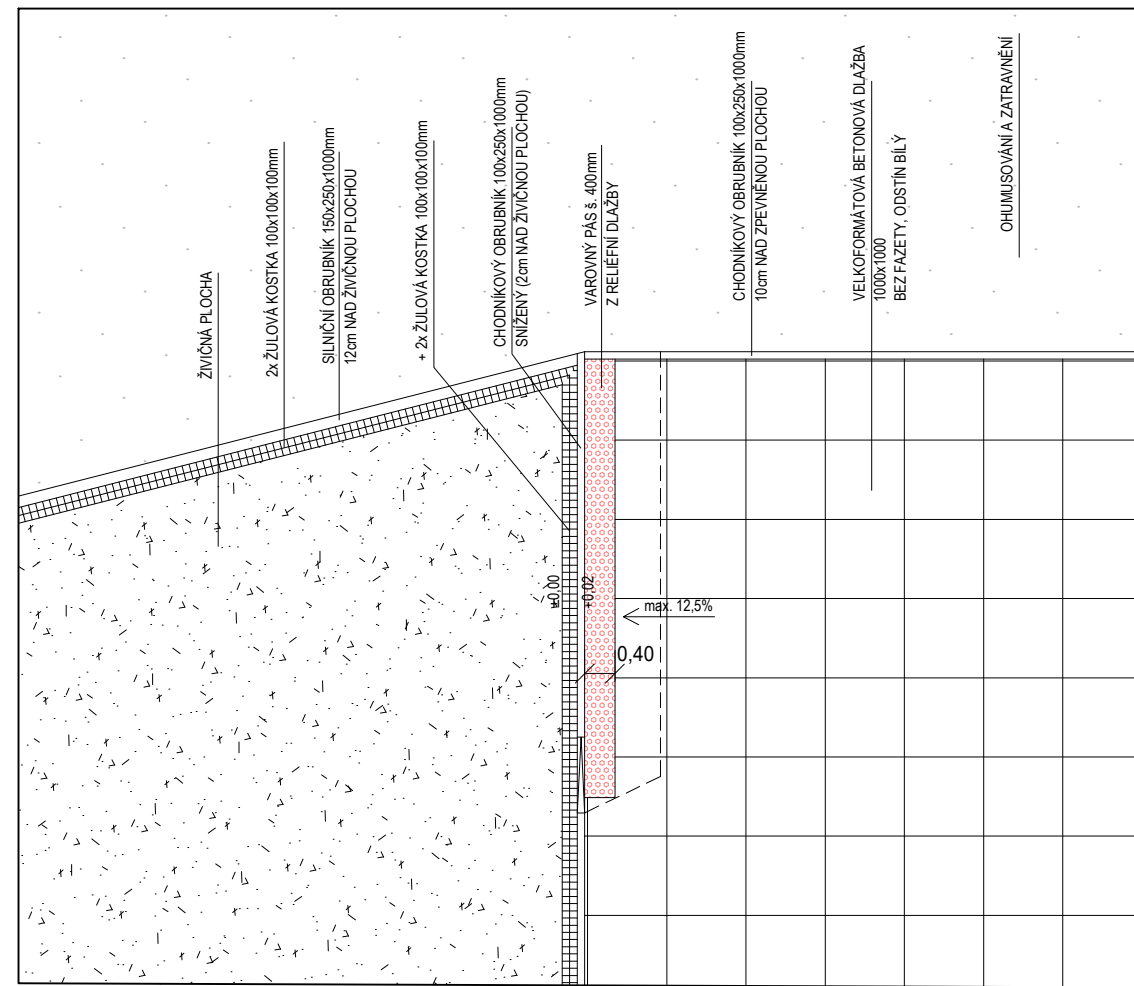 ŽIVIČNÁ PLOCHA
2x ŽULOVÁ KOSTKA 100x100x100mm
SILNIČNÍ OBRUBNÍK 150x250x1000mm
12cm NAD ŽIVIČNOU PLOCHOU
+ 2x ŽULOVÁ KOSTKA 100x100x100mm
CHODNÍKOVÝ OBRUBNÍK 100x250x1000mm
SNÍŽENÝ (2cm NAD ŽIVIČNOU PLOCHOU)
VAROVNÝ PÁS š. 400mm
Z RELIÉFNÍ DLAŽBY
CHODNÍKOVÝ OBRUBNÍK 100x250x1000mm
10cm NAD ZPEVNĚNOU PLOCHOU
VELKOFORMÁTOVÁ BETONOVÁ DLAŽBA
1000x1000
BEZ FAZETY, ODSTÍN BÍLÝ
OHUMUSOVÁNÍ A ZATRAVNĚNÍ
±0,00
+0,02
max. 12,5%
0,40